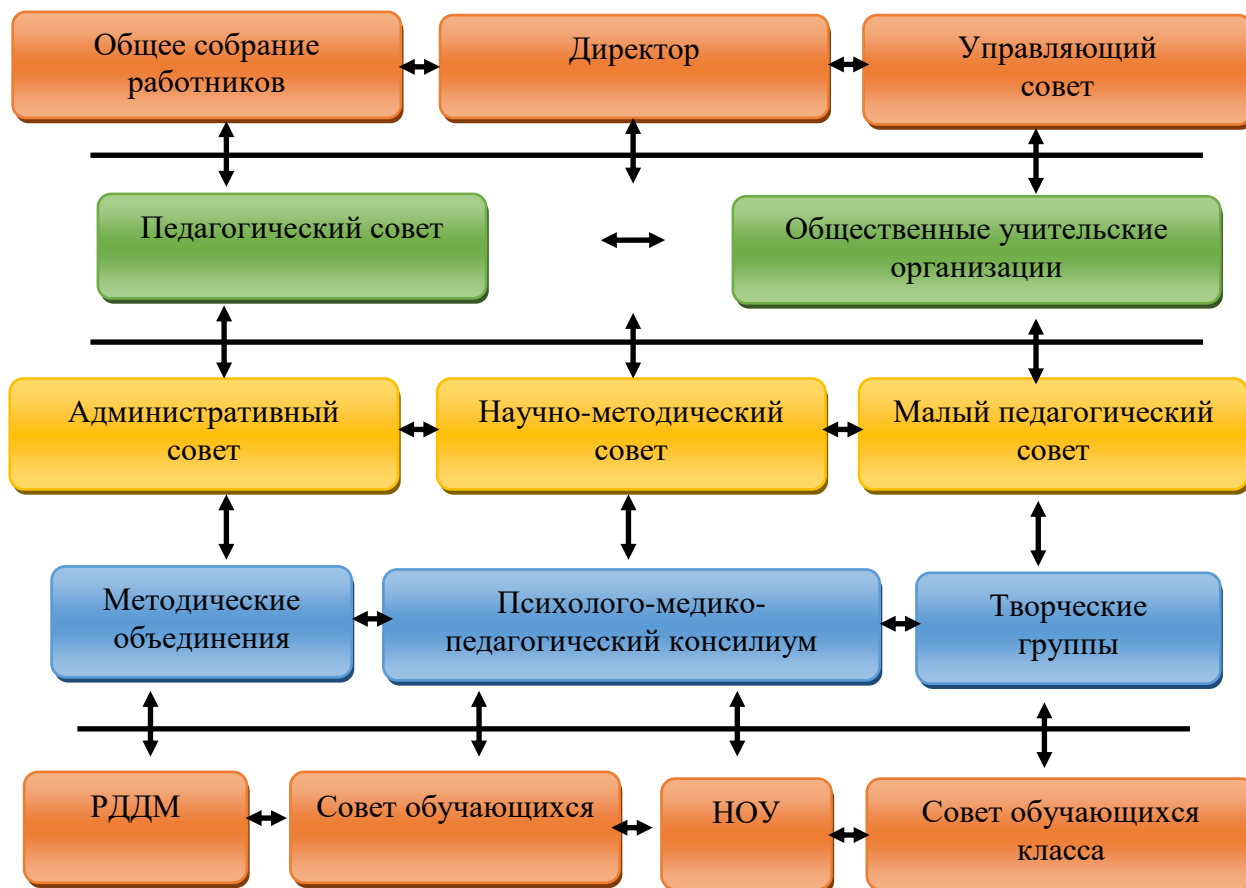 Общее собрание
работников
Директор
Управляющий
совет
Педагогический совет
Общественные учительские
организации
Административный
совет
Научно-методический
совет
Малый педагогический
совет
Методические
объединения
Психолого-медико-
педагогический консилиум
Творческие
группы
РДДМ
Совет обучающихся
НОУ
Совет обучающихся
класса